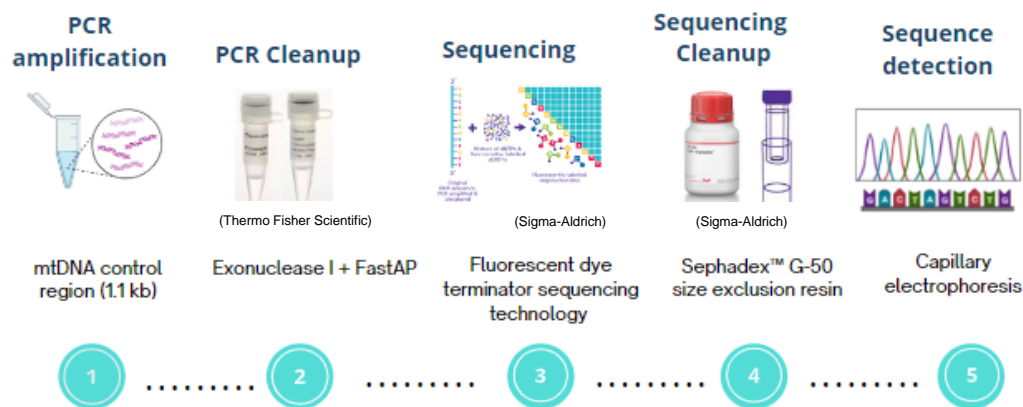 PCR
amplification
PCR Cleanup
Sequencing
Sequencing
Cleanup
Sequence
detection
G A C T A G T C T G
(Thermo Fisher Scientific)
(Sigma-Aldrich)
(Sigma-Aldrich)
mtDNA control
region (1.1 kb)
Exonuclease I + FastAP
Fluorescent dye
terminator sequencing
technology
Sephadex™ G-50
size exclusion resin
Capillary
electrophoresis
1
2
3
4
5